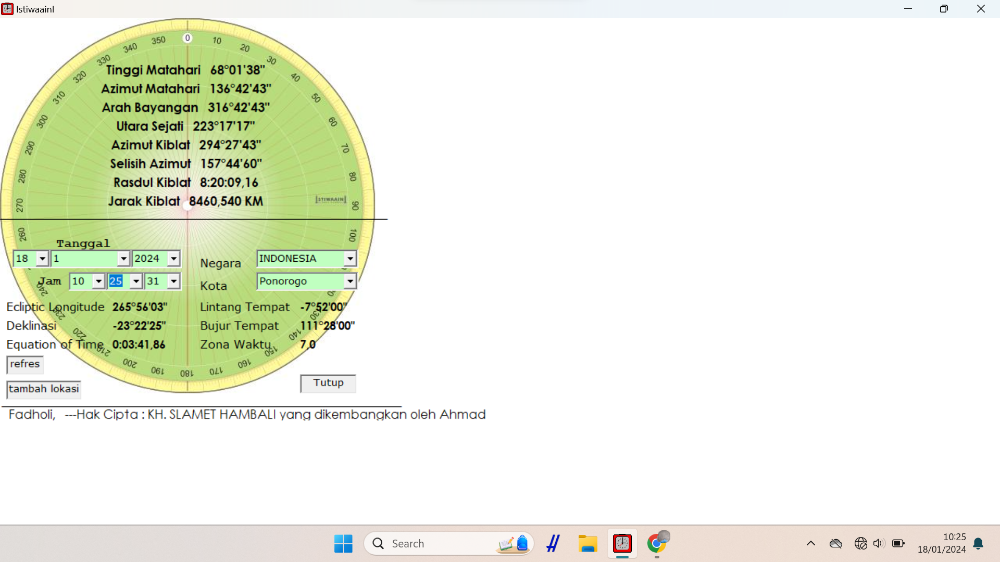 IstiwaainI
0
10
20
30
40
50
60
70
80
90
100
130
140
150
160
170
180
190
200
210
220
230
240
260
270
280
290
300
310
320
330
340
350
Tinggi Matahari 68°01'38"
Azimut Matahari 136°42'43"
Arah Bayangan 316°42'43"
Utara Sejati 223°17'17"
Azimut Kiblat 294°27'43"
Selisih Azimut 157°44'60"
Rasdul Kiblat 8:20:09,16
Jarak Kiblat 8460,540 KM
ISTIWAAINI
Tanggal
18 1 2024
Negara INDONESIA
Jam 10 25 31
Kota Ponorogo
Ecliptic Longitude 265°56'03" Lintang Tempat -7°52'00"
Deklinasi -23°22'25" Bujur Tempat 111°28'00"
Equation of Time 0:03:41,86 Zona Waktu 7,0
refres
Tutup
tambah lokasi
Fadholi, ---Hak Cipta : KH. SLAMET HAMBALI yang dikembangkan oleh Ahmad
Search
10:25
18/01/2024